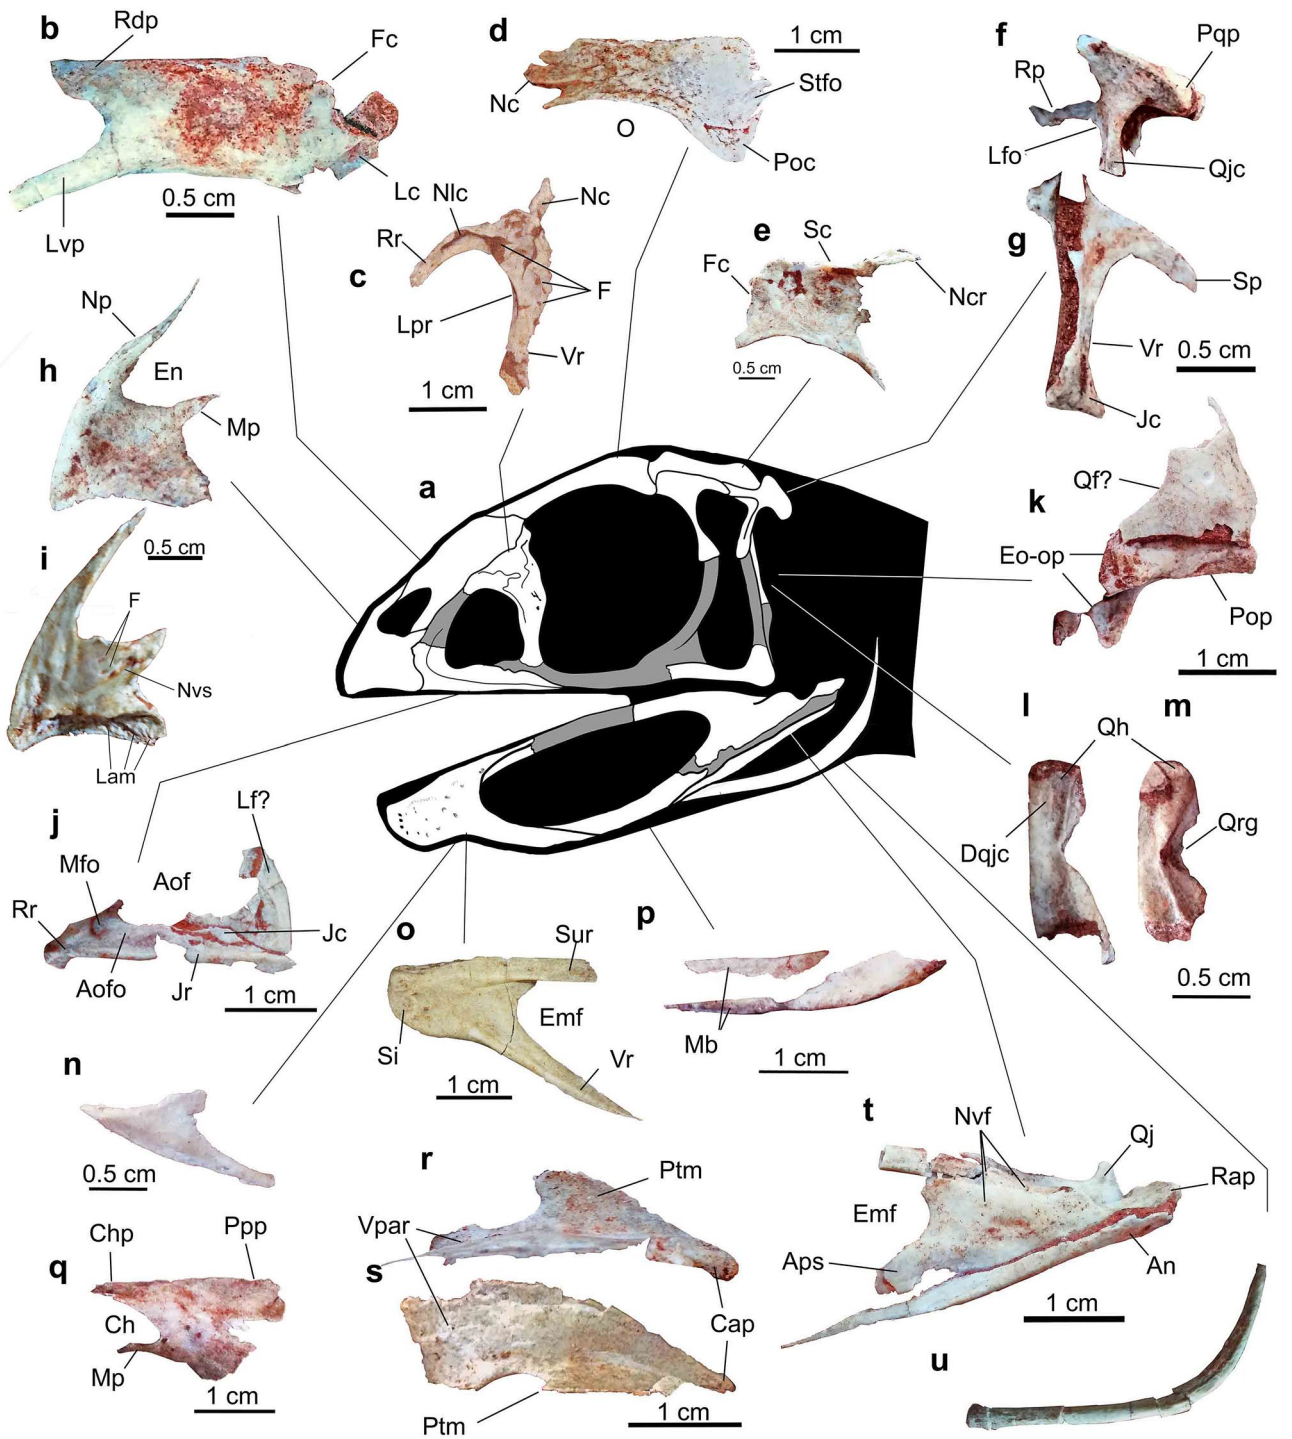 b
Rdp
Fc
Lvp
Lc
0.5 cm
d
1 cm
Nc
Stfo
O
Poc
f
Pqp
Rp
Lfo
Qjc
c
Nlc
Nc
Rr
F
Lpr
Vr
1 cm
e
Sc
Fc
Ncr
0.5 cm
g
Sp
Vr
0.5 cm
Jc
h
Np
En
Mp
0.5 cm
a
i
F
Nvs
Lam
k
Qf?
Eo-op
Pop
1 cm
j
Lf?
Mfo
Aof
Rr
Jc
Aofo
Jr
1 cm
l
m
Qh
Dqjc
Qrg
0.5 cm
n
0.5 cm
o
Sur
Emf
Si
Vr
1 cm
p
Mb
1 cm
q
Chp
Ppp
Ch
Mp
1 cm
r
Ptm
Vpar
s
Cap
Ptm
1 cm
t
Nvf
Qj
Rap
Emf
Aps
An
1 cm
u